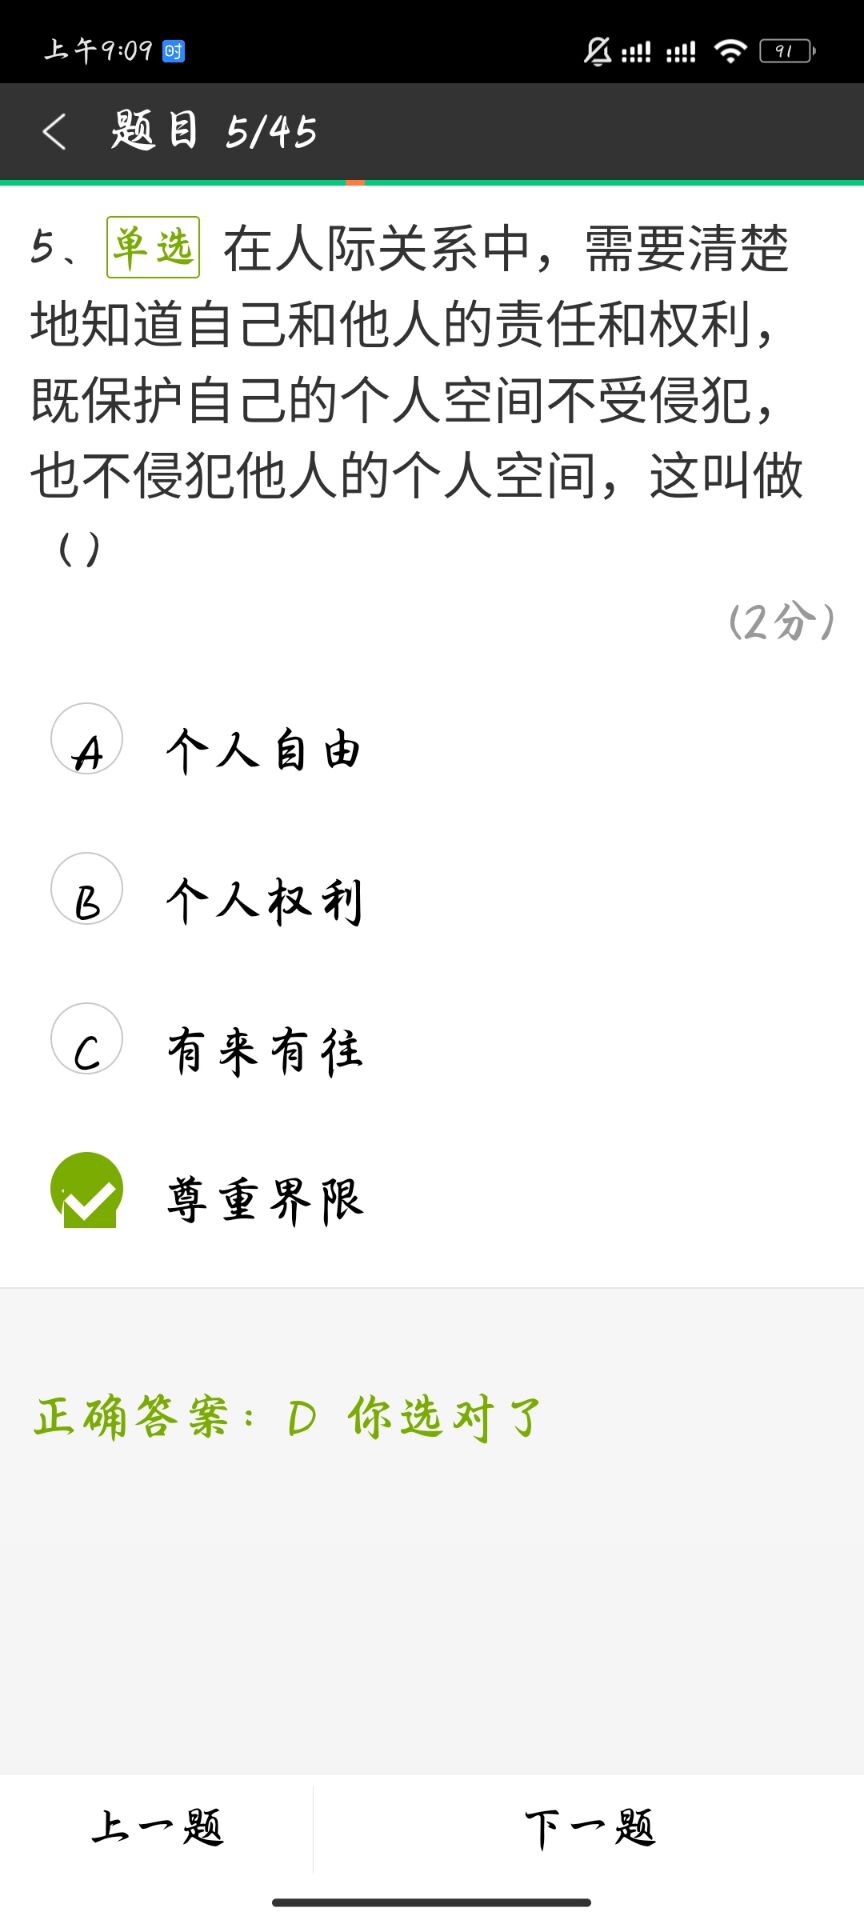 上午9:09 时 91
题目 5/45
5、 单选 在人际关系中，需要清楚
地知道自己和他人的责任和权利，
既保护自己的个人空间不受侵犯，
也不侵犯他人的个人空间，这叫做
（）
(2分)
A 个人自由
B 个人权利
C 有来有往
尊重界限
正确答案：D 你选对了
上一题 下一题